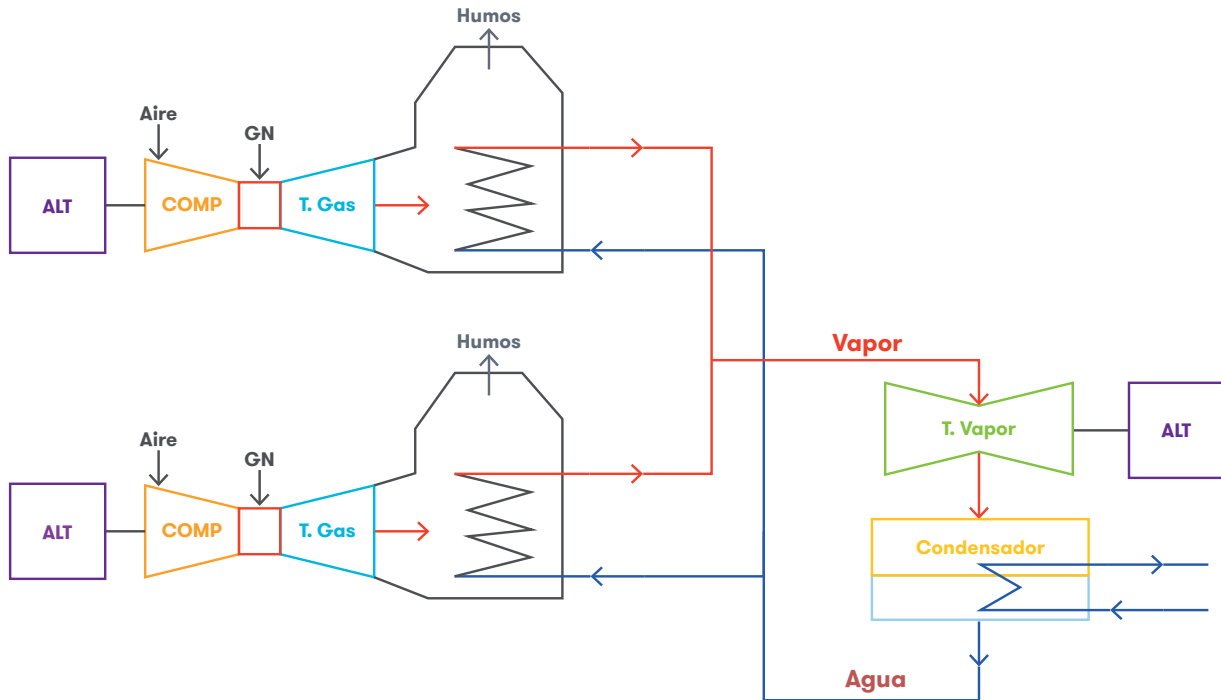 Humos
Aire
GN
ALT
COMP
T. Gas
Humos
Vapor
Aire
GN
T. Vapor
ALT
ALT
COMP
T. Gas
Condensador
Agua